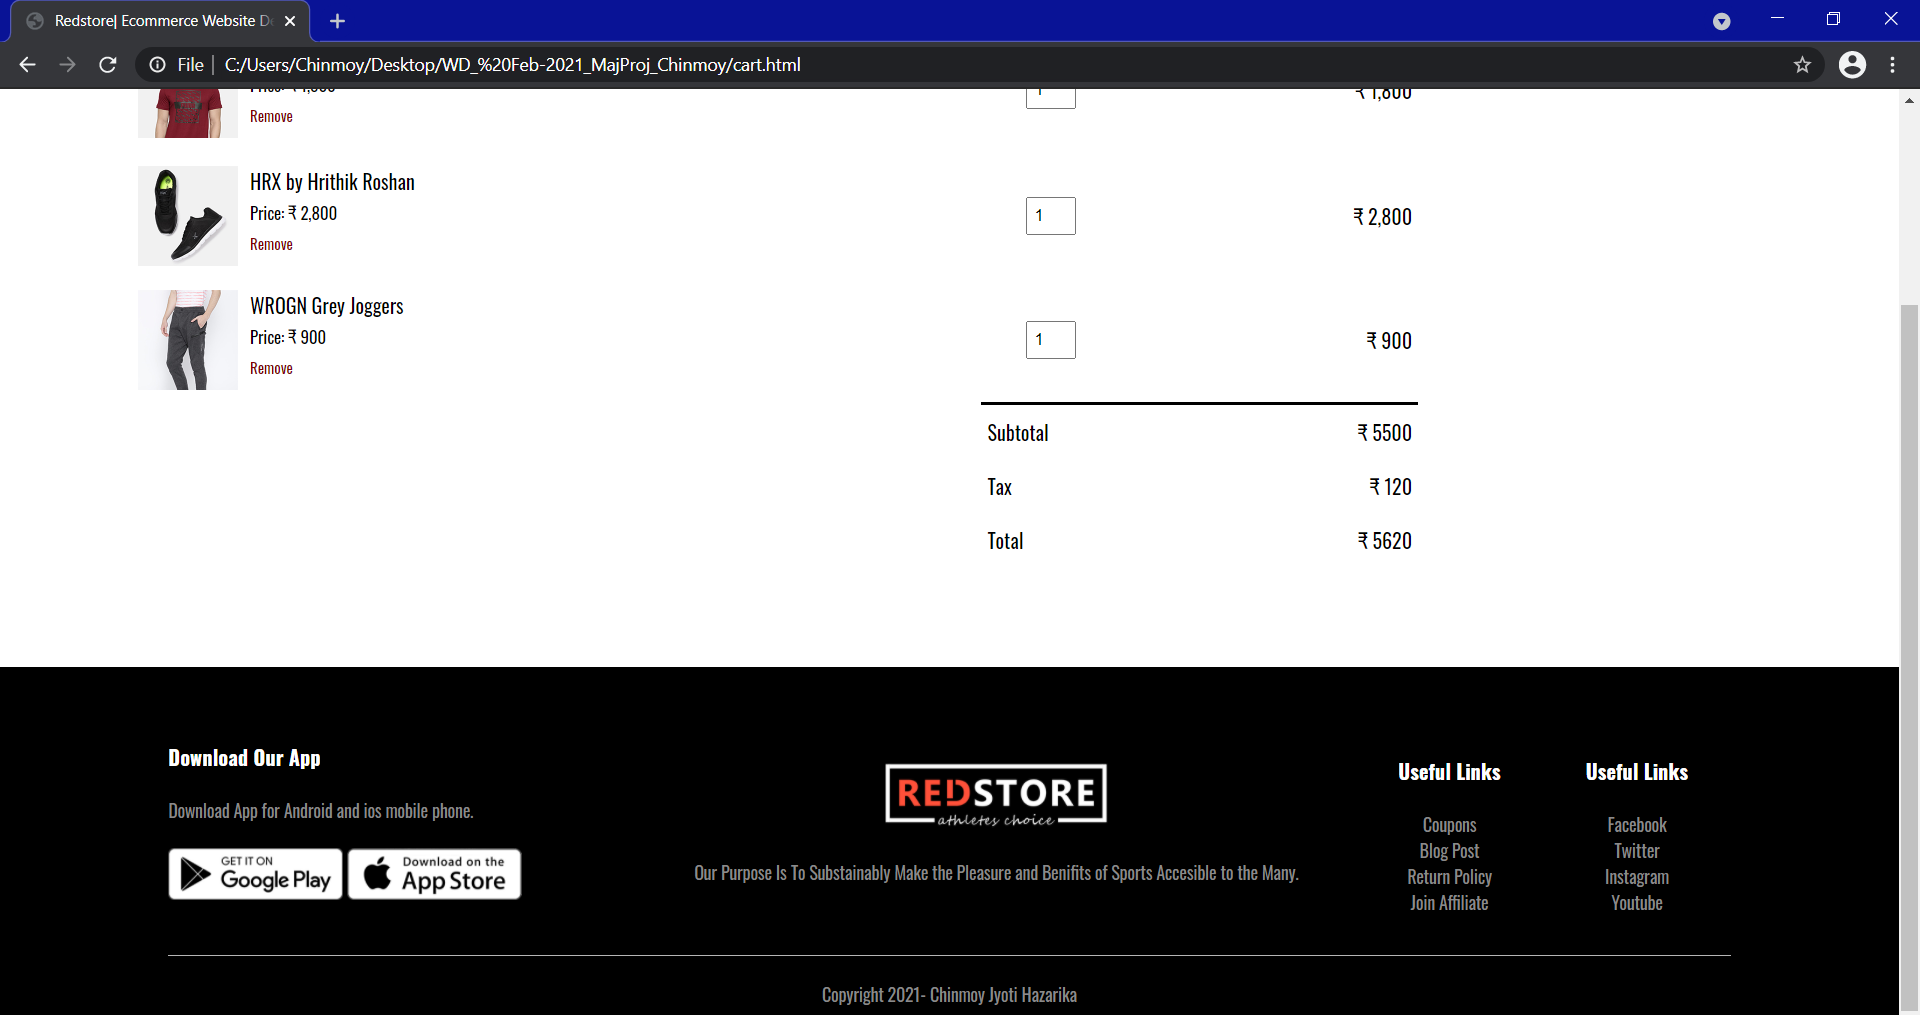 Redstore| Ecommerce Website De
File
C:/Users/Chinmoy/Desktop/WD_%20Feb-2021_MajProj_Chinmoy/cart.html
1
₹ 1,800
Remove
HRX by Hrithik Roshan
Price: ₹ 2,800
Remove
1
₹ 2,800
WROGN Grey Joggers
Price: ₹ 900
Remove
1
₹ 900
Subtotal
₹ 5500
Tax
₹ 120
Total
₹ 5620
Download Our App
Download App for Android and ios mobile phone.
GET IT ON
Google Play
Download on the
App Store
REDSTORE
athletes choice
Our Purpose Is To Substainably Make the Pleasure and Benifits of Sports Accesible to the Many.
Useful Links
Coupons
Blog Post
Return Policy
Join Affiliate
Useful Links
Facebook
Twitter
Instagram
Youtube
Copyright 2021- Chinmoy Jyoti Hazarika